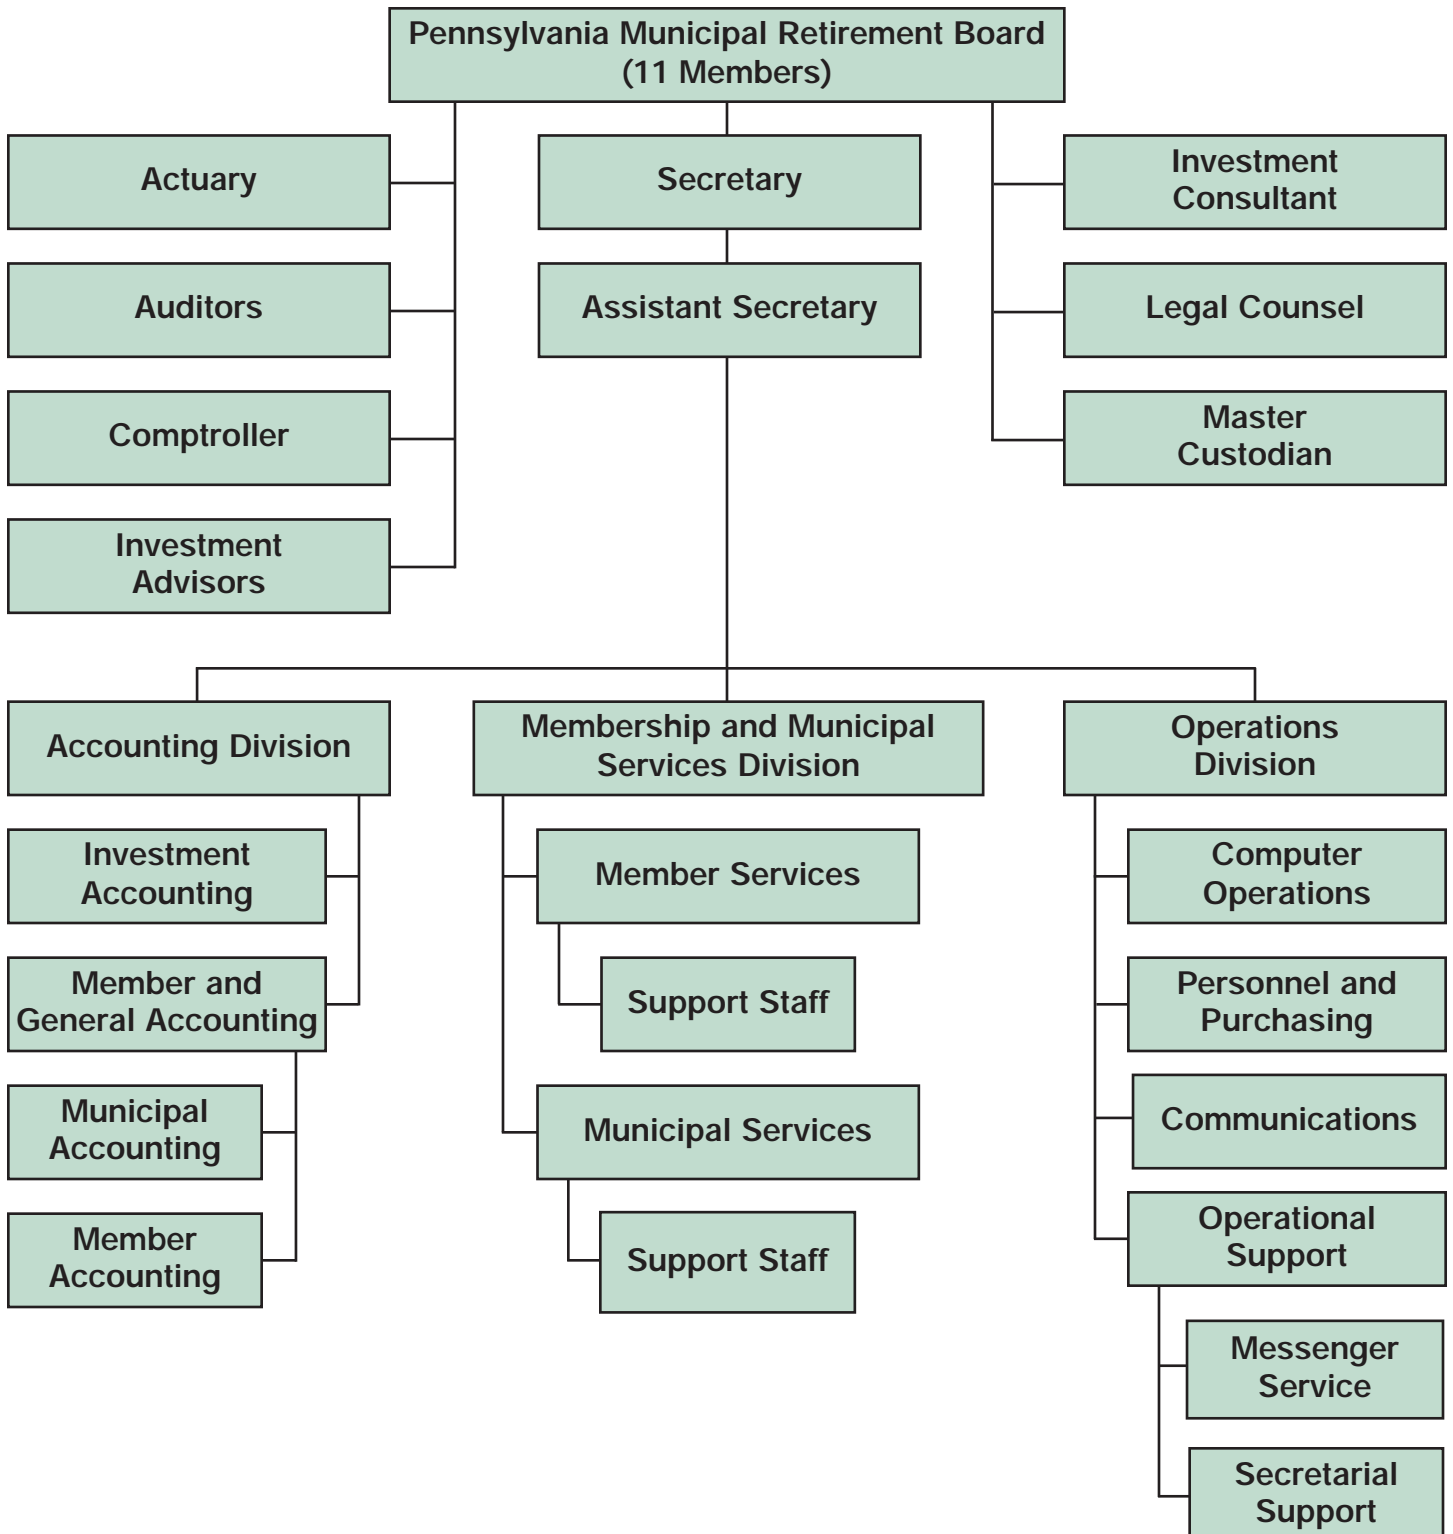 Pennsylvania Municipal Retirement Board
(11 Members)
Actuary
Secretary
Investment
Consultant
Auditors
Assistant Secretary
Legal Counsel
Comptroller
Master
Custodian
Investment
Advisors
Accounting Division
Membership and Municipal
Services Division
Operations
Division
Investment
Accounting
Member Services
Computer
Operations
Member and
General Accounting
Support Staff
Personnel and
Purchasing
Municipal
Accounting
Municipal Services
Communications
Member
Accounting
Support Staff
Operational
Support
Messenger
Service
Secretarial
Support